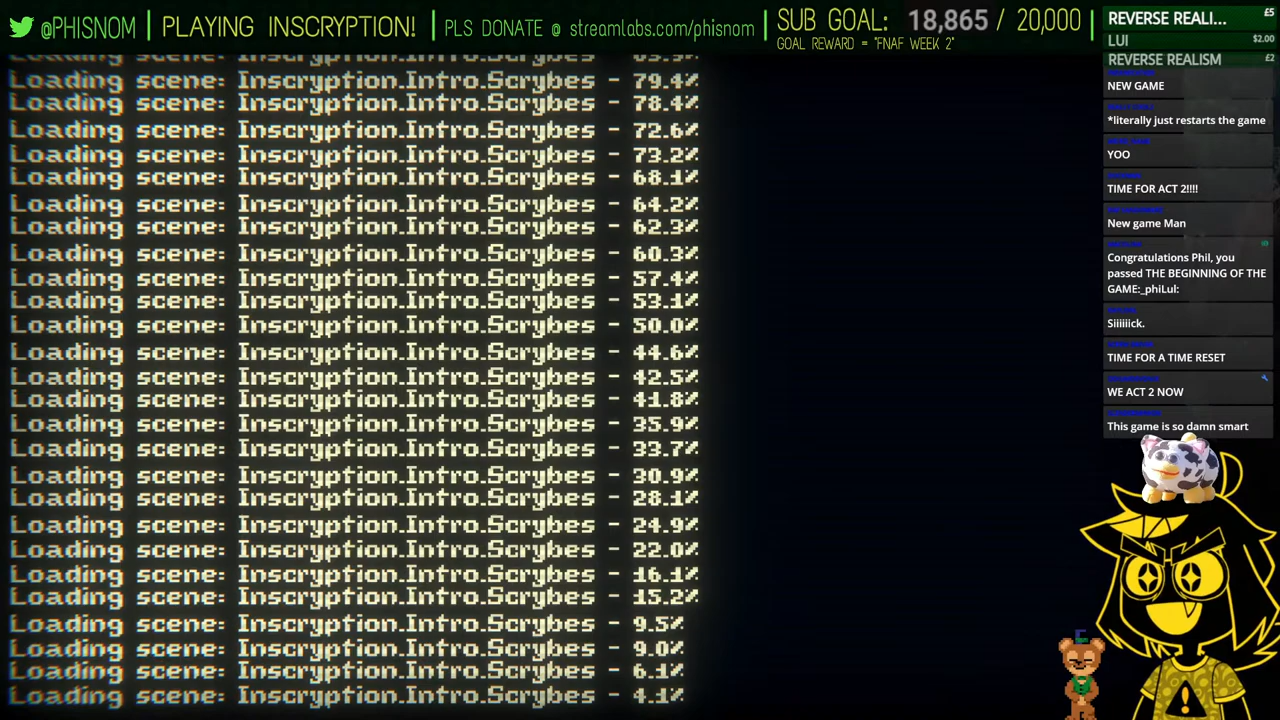 @PHISNOM | PLAYING INSCRYPTION! | PLS DONATE @ streamlabs.com/phisnom | SUB GOAL: 18,865 / 20,000
GOAL REWARD = "FNAF WEEK 2"
Loading scene: Inscryption.Intro.Scrybes - 79.4%
Loading scene: Inscryption.Intro.Scrybes - 78.4%
Loading scene: Inscryption.Intro.Scrybes - 72.6%
Loading scene: Inscryption.Intro.Scrybes - 73.2%
Loading scene: Inscryption.Intro.Scrybes - 68.1%
Loading scene: Inscryption.Intro.Scrybes - 64.2%
Loading scene: Inscryption.Intro.Scrybes - 62.3%
Loading scene: Inscryption.Intro.Scrybes - 60.3%
Loading scene: Inscryption.Intro.Scrybes - 57.4%
Loading scene: Inscryption.Intro.Scrybes - 53.1%
Loading scene: Inscryption.Intro.Scrybes - 50.0%
Loading scene: Inscryption.Intro.Scrybes - 44.6%
Loading scene: Inscryption.Intro.Scrybes - 42.5%
Loading scene: Inscryption.Intro.Scrybes - 41.8%
Loading scene: Inscryption.Intro.Scrybes - 35.9%
Loading scene: Inscryption.Intro.Scrybes - 33.7%
Loading scene: Inscryption.Intro.Scrybes - 30.9%
Loading scene: Inscryption.Intro.Scrybes - 28.1%
Loading scene: Inscryption.Intro.Scrybes - 24.9%
Loading scene: Inscryption.Intro.Scrybes - 22.0%
Loading scene: Inscryption.Intro.Scrybes - 16.1%
Loading scene: Inscryption.Intro.Scrybes - 15.2%
Loading scene: Inscryption.Intro.Scrybes - 9.5%
Loading scene: Inscryption.Intro.Scrybes - 9.0%
Loading scene: Inscryption.Intro.Scrybes - 6.1%
Loading scene: Inscryption.Intro.Scrybes - 4.1%
REVERSE REALI... £5
LUI $2.00
REVERSE REALISM £2
NEW GAME
*literally just restarts the game
YOO
TIME FOR ACT 2!!!!
New game Man
Congratulations Phil, you
passed THE BEGINNING OF THE
GAME:_phiLul:
Siiiiiick.
TIME FOR A TIME RESET
WE ACT 2 NOW
This game is so damn smart